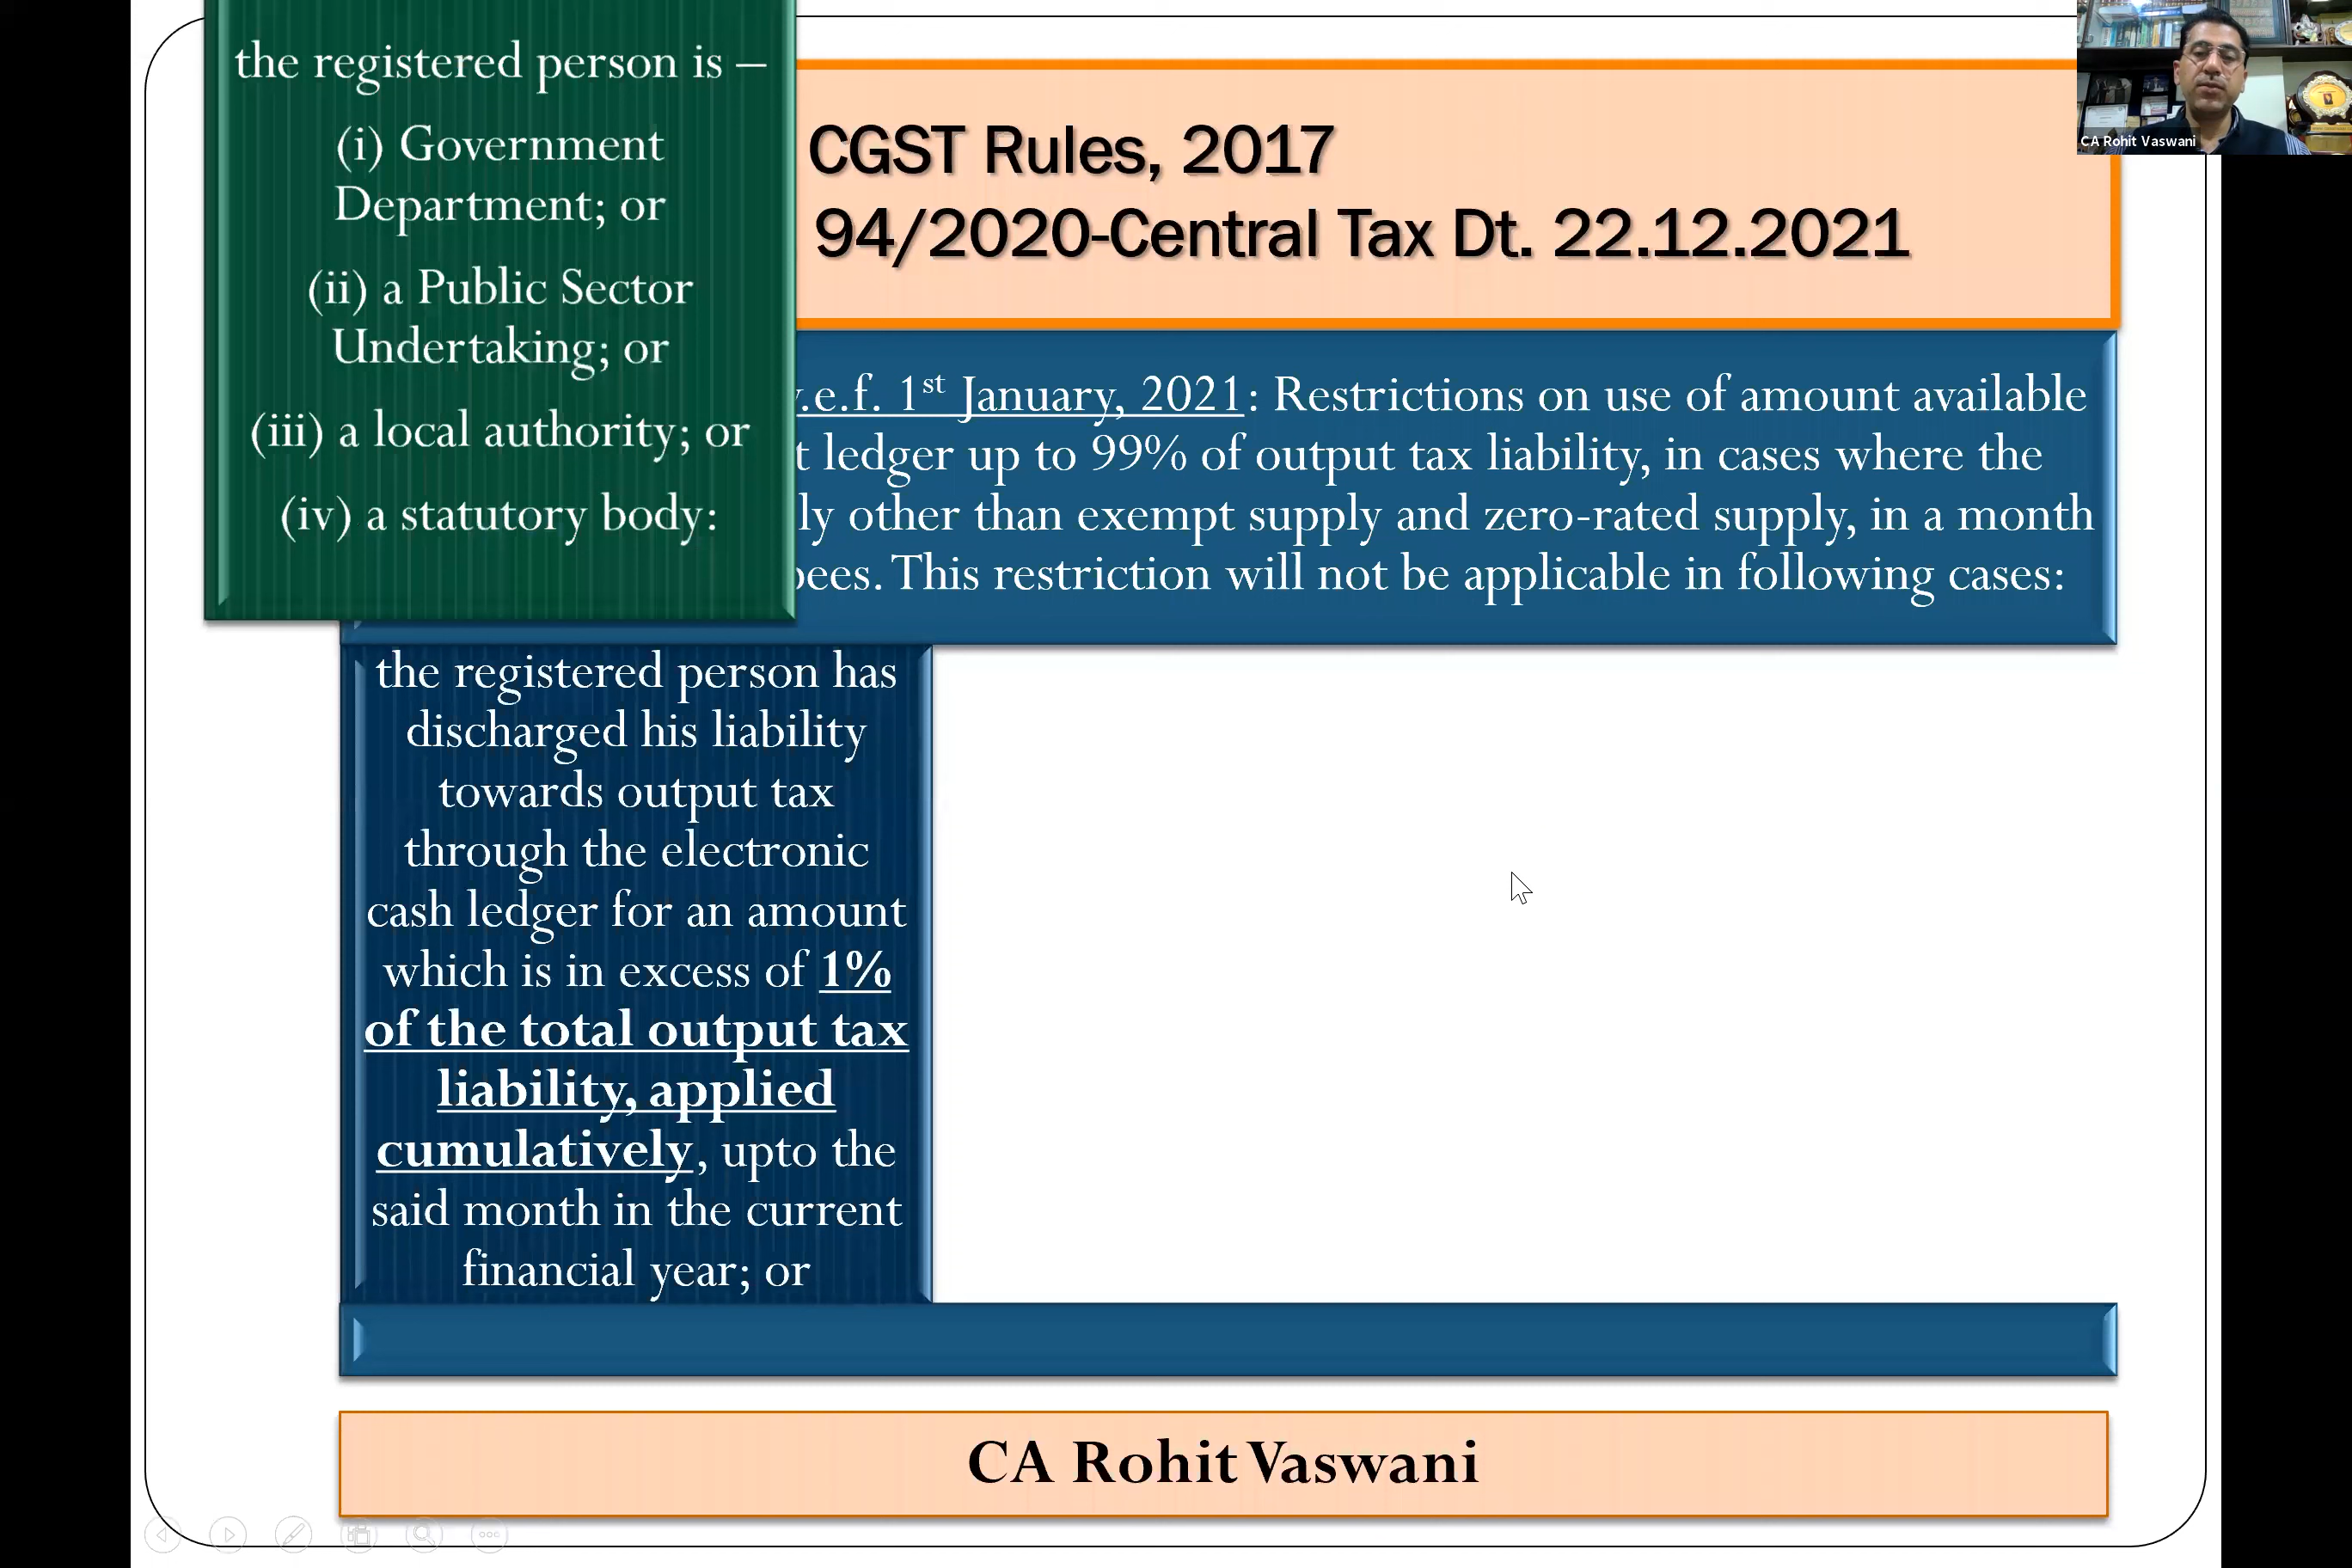 the registered person is –
(i) Government
Department; or
(ii) a Public Sector
Undertaking; or
(iii) a local authority; or
(iv) a statutory body:
CA Rohit Vaswani
CGST Rules, 2017
94/2020-Central Tax Dt. 22.12.2021
.e.f. 1st January, 2021: Restrictions on use of amount available
t ledger up to 99% of output tax liability, in cases where the
ly other than exempt supply and zero-rated supply, in a month
ees. This restriction will not be applicable in following cases:
the registered person has
discharged his liability
towards output tax
through the electronic
cash ledger for an amount
which is in excess of 1%
of the total output tax
liability, applied
cumulatively, upto the
said month in the current
financial year; or
CA Rohit Vaswani